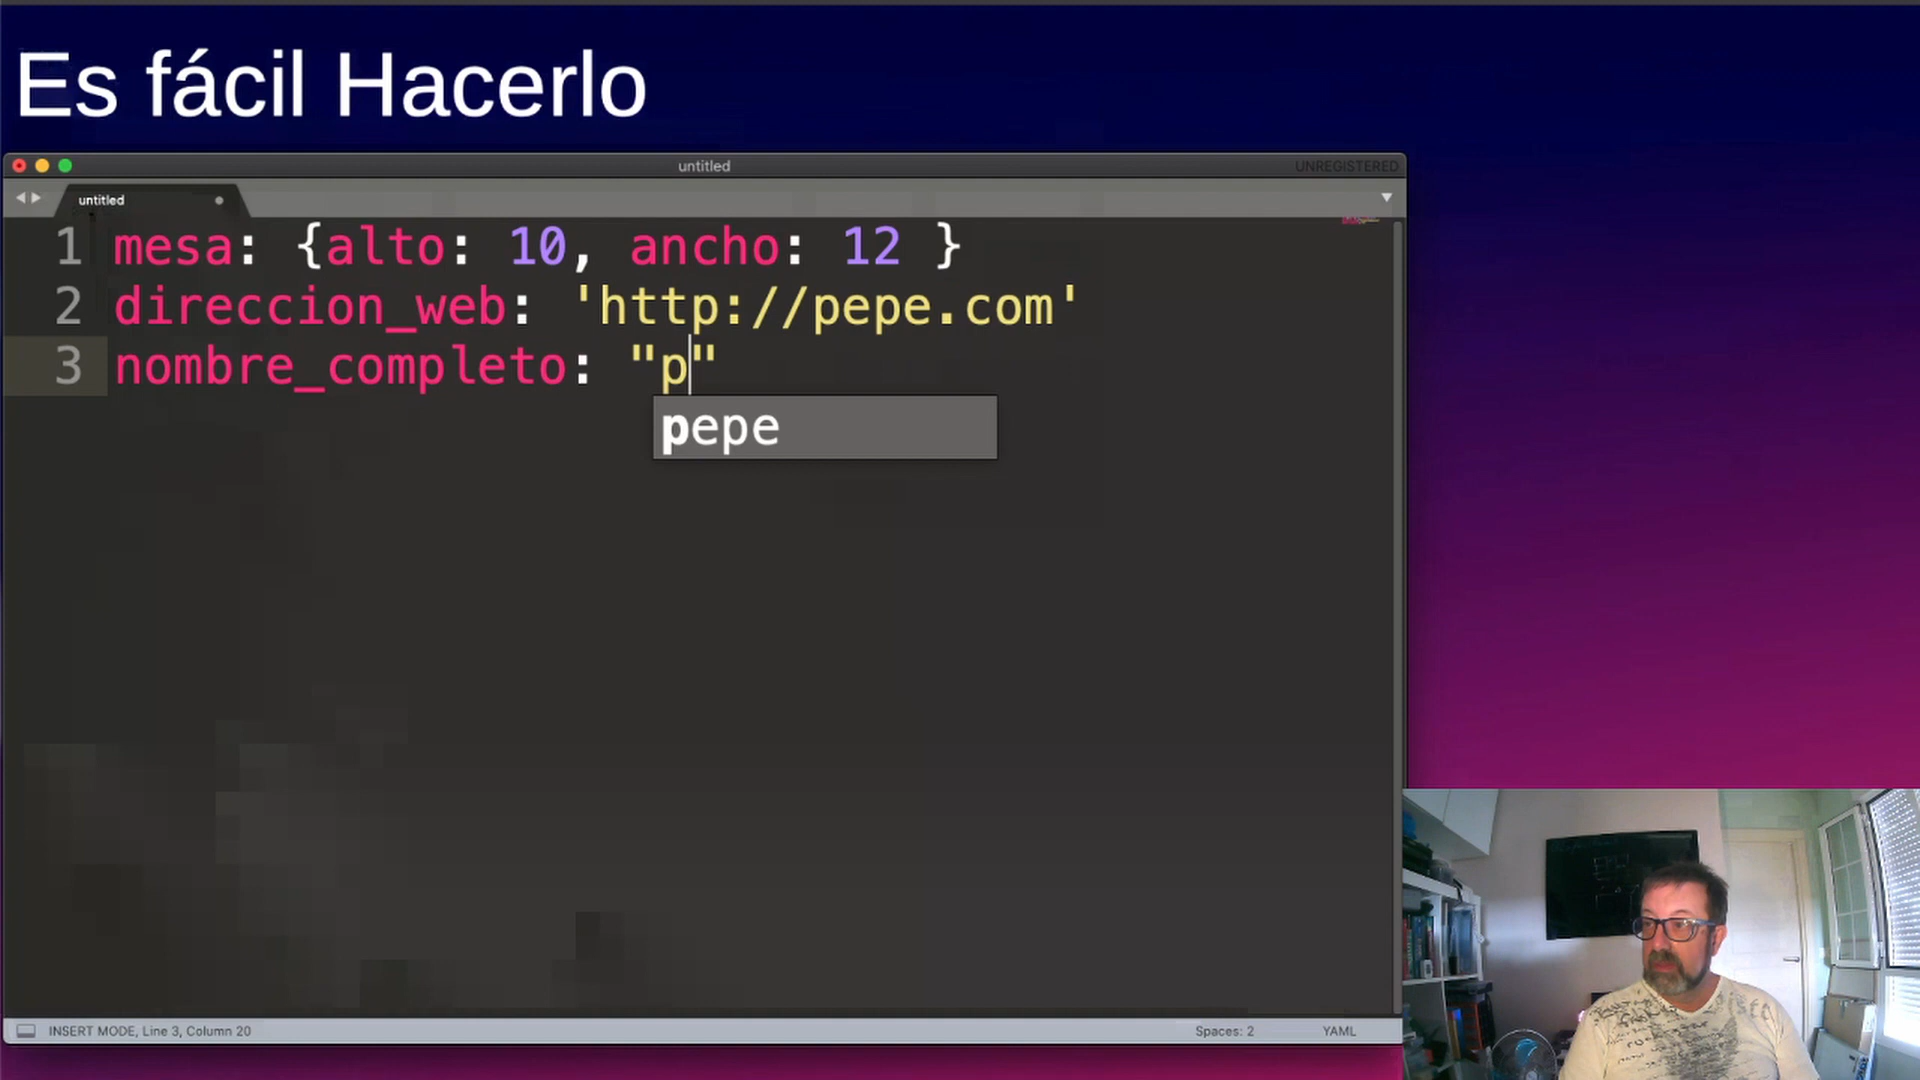 Es fácil Hacerlo
untitled
UNREGISTERED
untitled
1 mesa: {alto: 10, ancho: 12 }
2 direccion_web: 'http://pepe.com'
3 nombre_completo: "p"
pepe
INSERT MODE, Line 3, Column 20
Spaces: 2
YAML